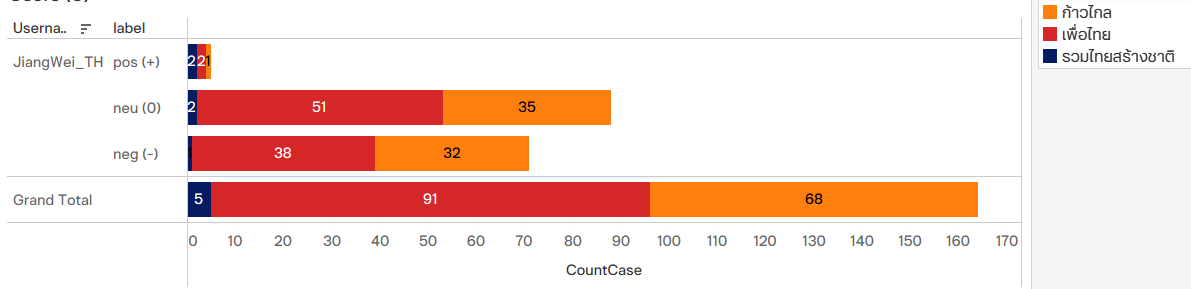 Userna.. label
JiangWei_TH pos (+) 2 2 1
neu (0) 2 51 35
neg (-) 1 38 32
Grand Total 5 91 68
0 10 20 30 40 50 60 70 80 90 100 110 120 130 140 150 160 170
CountCase
ก้าวไกล
เพื่อไทย
รวมไทยสร้างชาติ